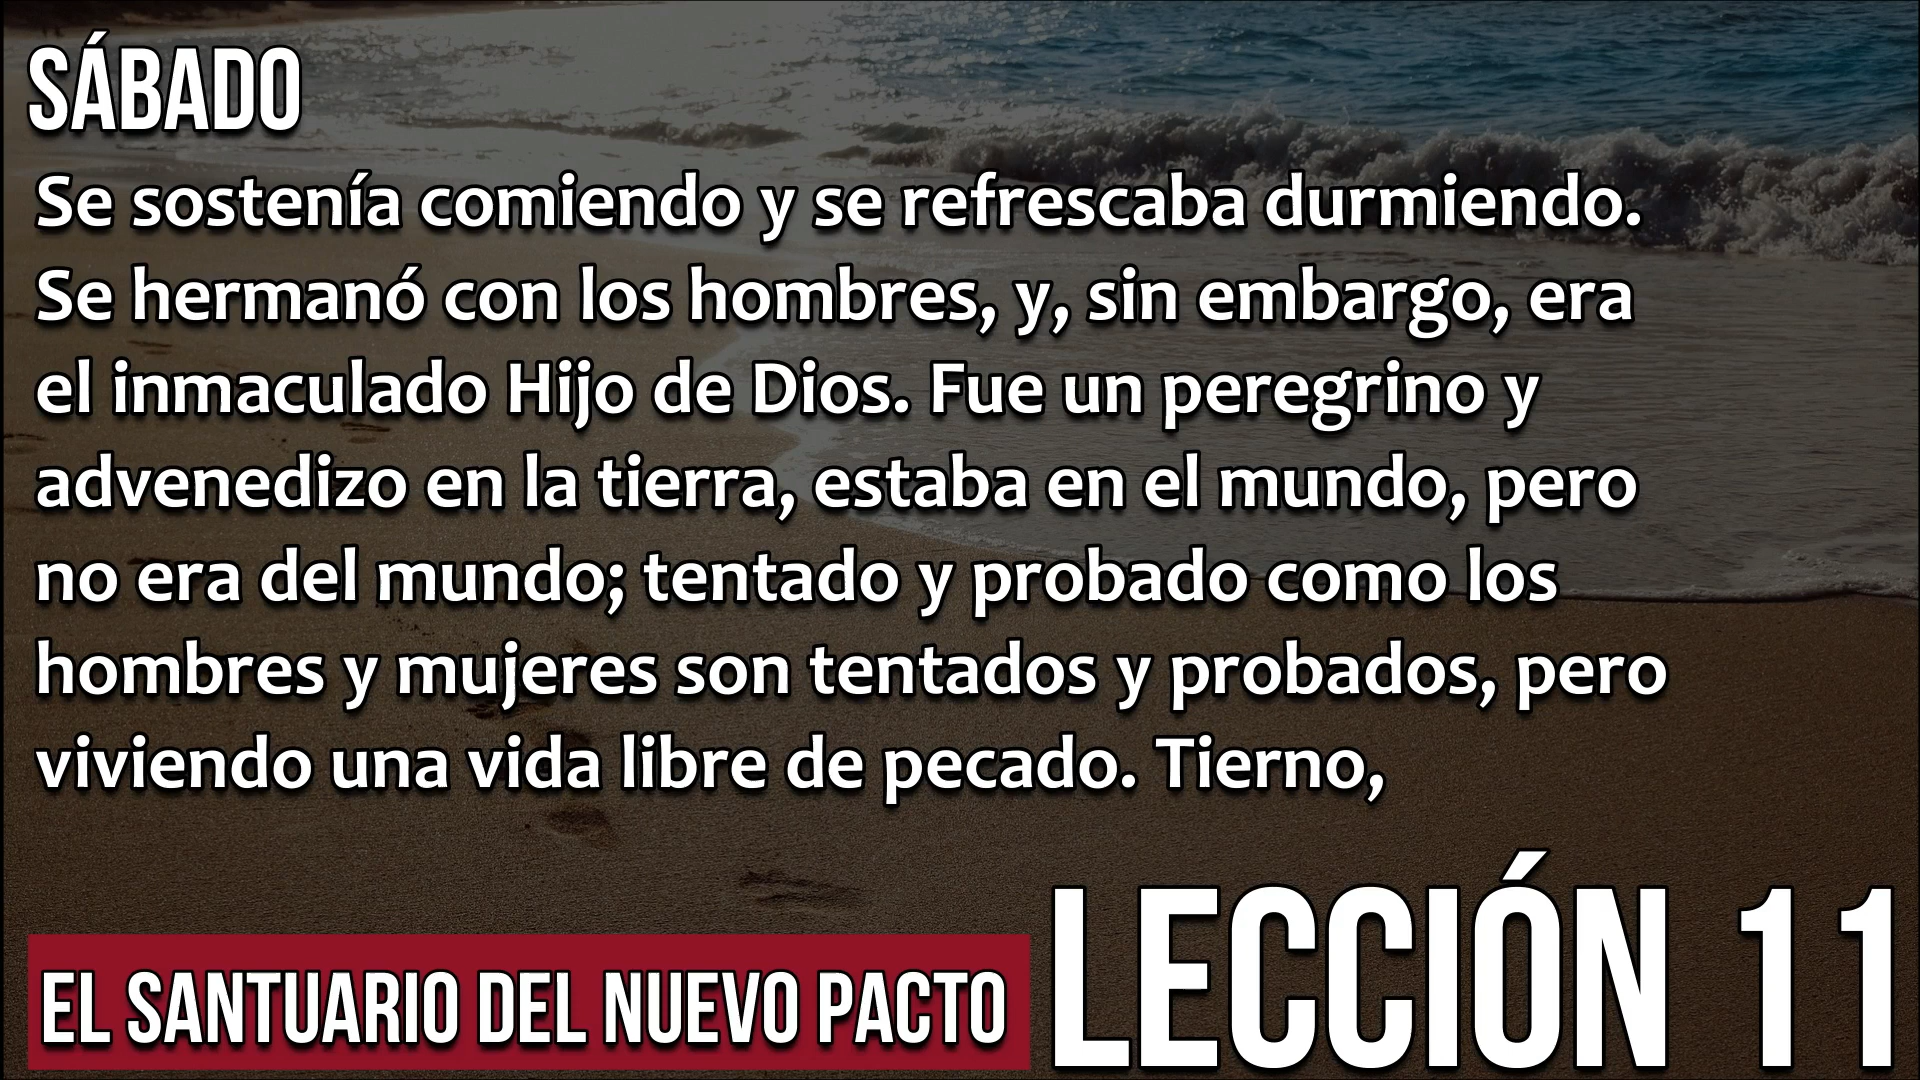 SÁBADO
Se sostenía comiendo y se refrescaba durmiendo.
Se hermanó con los hombres, y, sin embargo, era
el inmaculado Hijo de Dios. Fue un peregrino y
advenedizo en la tierra, estaba en el mundo, pero
no era del mundo; tentado y probado como los
hombres y mujeres son tentados y probados, pero
viviendo una vida libre de pecado. Tierno,
EL SANTUARIO DEL NUEVO PACTO
LECCIÓN 11